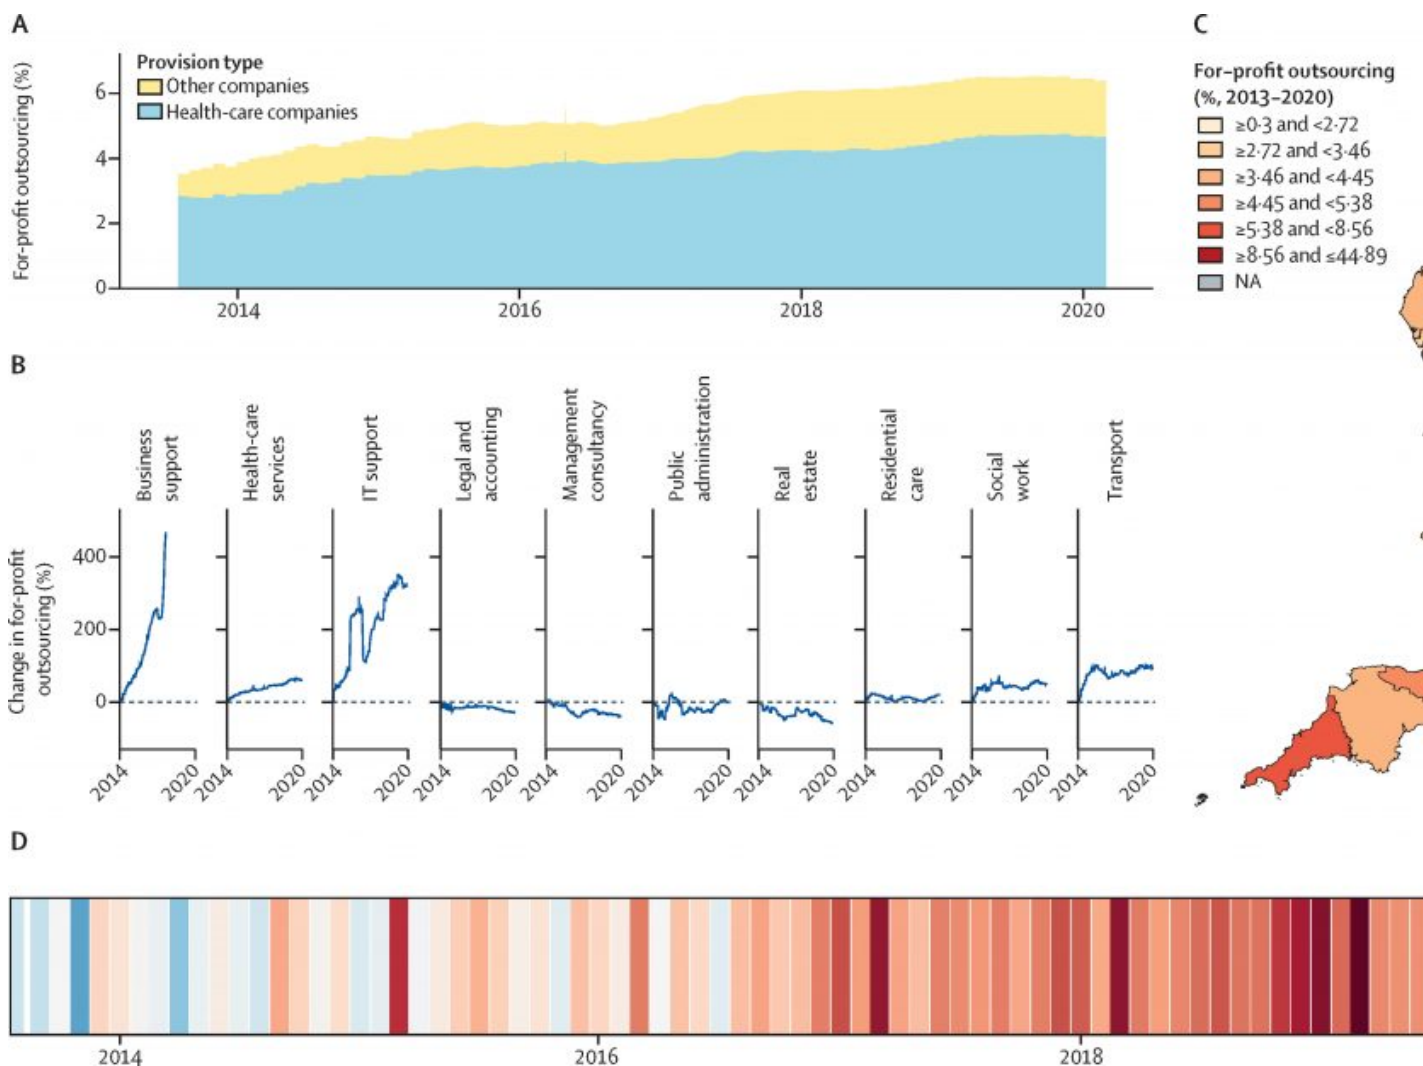 A
Provision type
Other companies
Health-care companies
For-profit outsourcing (%)
6
4
2
0
2014
2016
2018
2020
B
Business
support
Health-care
services
IT support
Legal and
accounting
Management
consultancy
Public
administration
Real
estate
Residential
care
Social
work
Transport
Change in for-profit
outsourcing (%)
400
200
0
2014 2020
2014 2020
2014 2020
2014 2020
2014 2020
2014 2020
2014 2020
2014 2020
2014 2020
2014 2020
C
For-profit outsourcing
(%, 2013–2020)
≥0·3 and <2·72
≥2·72 and <3·46
≥3·46 and <4·45
≥4·45 and <5·38
≥5·38 and <8·56
≥8·56 and ≤44·89
NA
D
2014
2016
2018